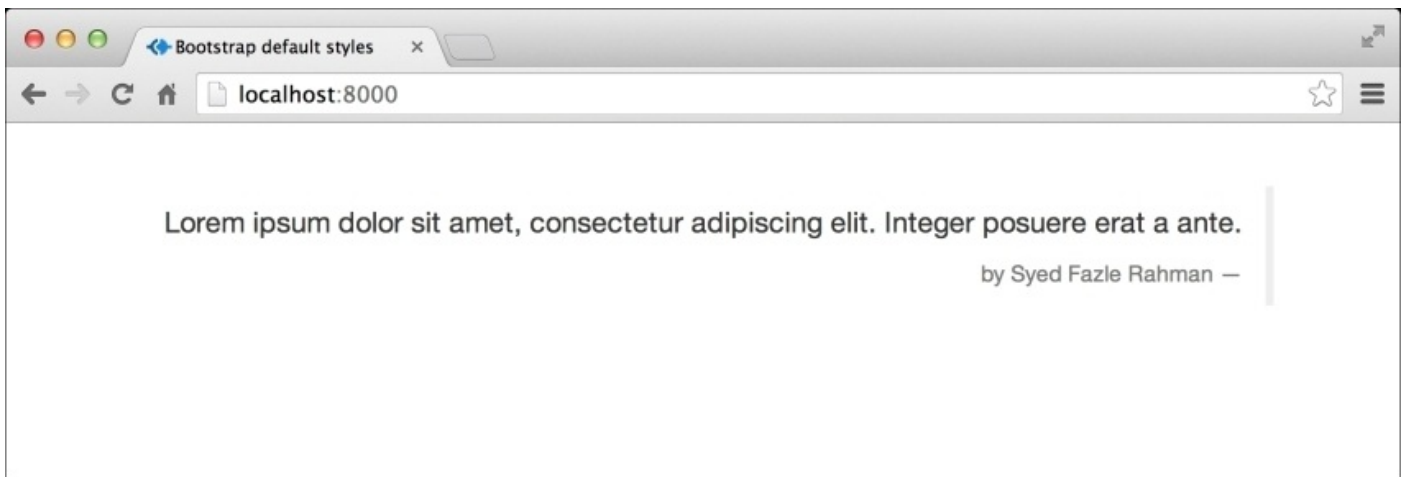 Bootstrap default styles
localhost:8000
Lorem ipsum dolor sit amet, consectetur adipiscing elit. Integer posuere erat a ante.
by Syed Fazle Rahman —